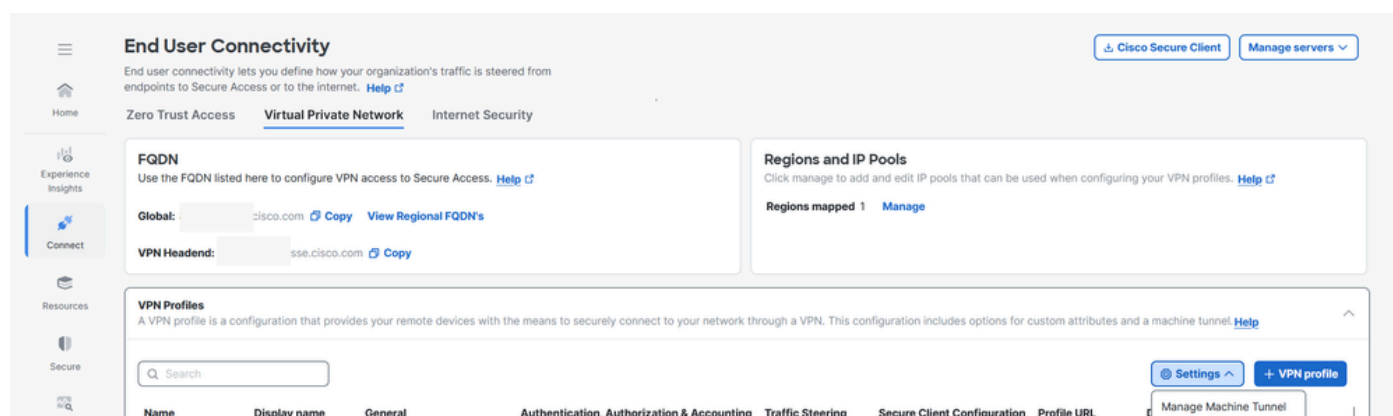 End User Connectivity
Cisco Secure Client
Manage servers
End user connectivity lets you define how your organization's traffic is steered from
endpoints to Secure Access or to the internet. Help
Home
Zero Trust Access
Virtual Private Network
Internet Security
Experience
Insights
Connect
Resources
Secure
FQDN
Use the FQDN listed here to configure VPN access to Secure Access. Help
Global: cisco.com Copy View Regional FQDN's
VPN Headend: sse.cisco.com Copy
Regions and IP Pools
Click manage to add and edit IP pools that can be used when configuring your VPN profiles. Help
Regions mapped 1 Manage
VPN Profiles
A VPN profile is a configuration that provides your remote devices with the means to securely connect to your network through a VPN. This configuration includes options for custom attributes and a machine tunnel. Help
Search
Settings
+ VPN profile
Manage Machine Tunnel
Name
Display name
General
Authentication, Authorization & Accounting
Traffic Steering
Secure Client Configuration
Profile URL